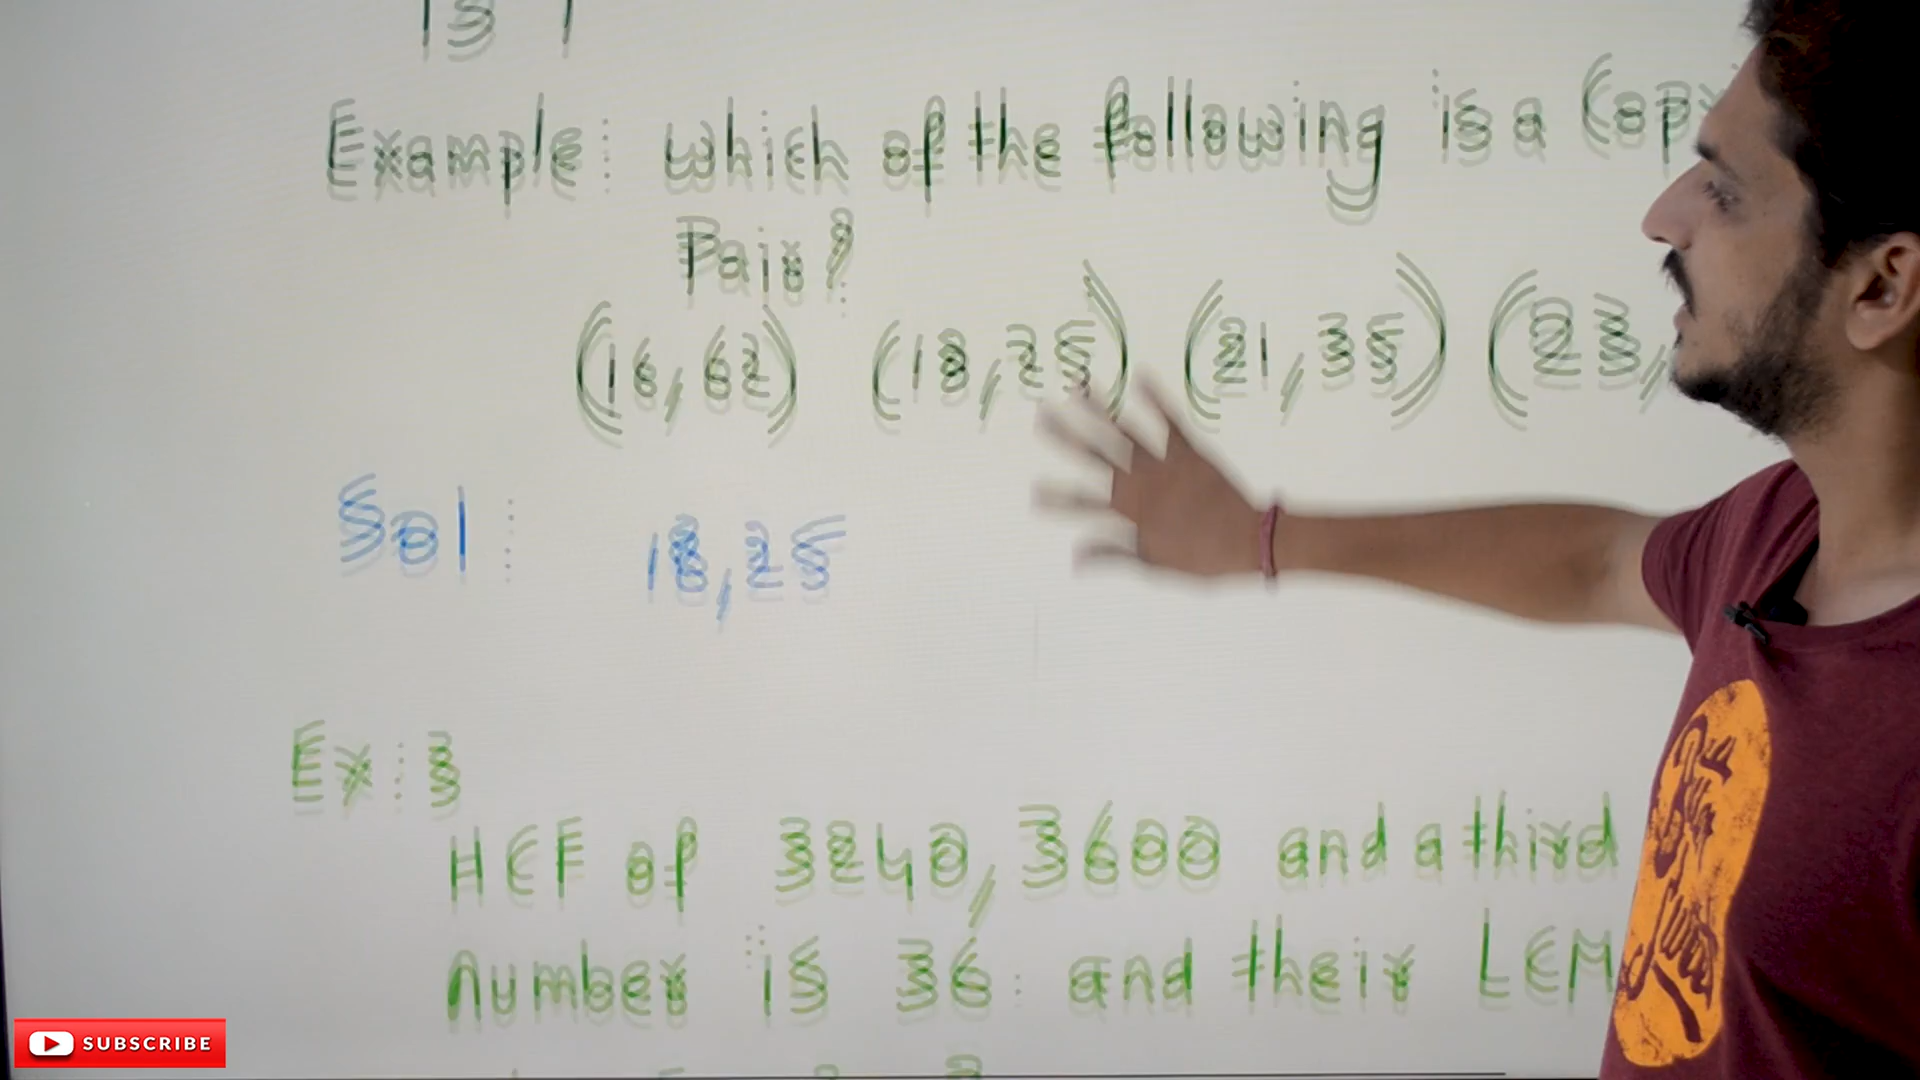 is 1
Example: which of the following is a Cop
Pair?
(16,62) (18,25) (21,35) (23,
Sol: 18,25
Ex:3
HCF of 3240,3600 and a third
number is 36. and their LCM
SUBSCRIBE